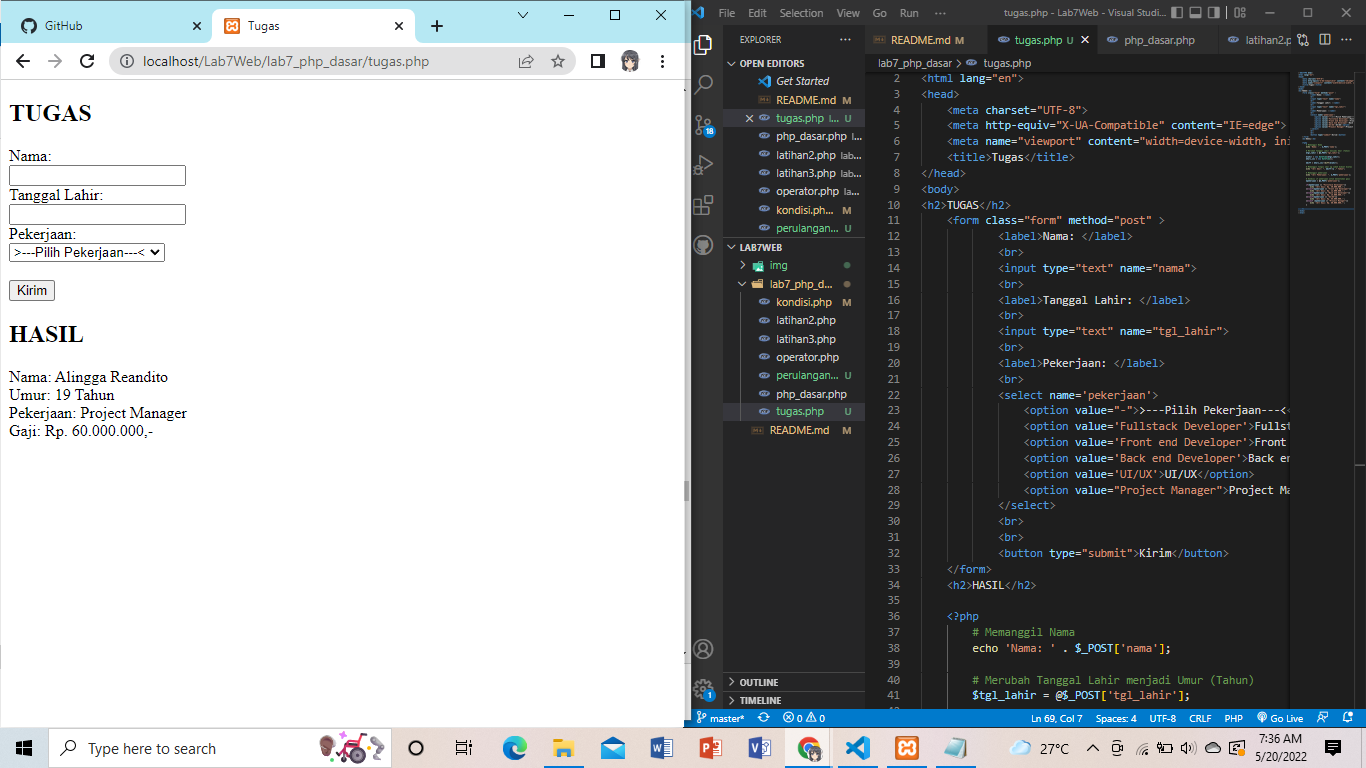 GitHub
Tugas
localhost/Lab7Web/lab7_php_dasar/tugas.php
TUGAS
Nama:
Tanggal Lahir:
Pekerjaan:
>---Pilih Pekerjaan---<
Kirim
HASIL
Nama: Alingga Reandito
Umur: 19 Tahun
Pekerjaan: Project Manager
Gaji: Rp. 60.000.000,-
File Edit Selection View Go Run ··· tugas.php - Lab7Web - Visual Studi...
EXPLORER ···
OPEN EDITORS
Get Started
README.md M
tugas.php l... U
php_dasar.php l...
latihan2.php lab...
latihan3.php lab...
operator.php la...
kondisi.ph... M
perulangan... U
LAB7WEB
img
lab7_php_d...
kondisi.php M
latihan2.php
latihan3.php
operator.php
perulangan... U
php_dasar.php
tugas.php U
README.md M
OUTLINE
TIMELINE
18
1
README.md M
tugas.php U
php_dasar.php
latihan2.p
lab7_php_dasar > tugas.php
2 <html lang="en">
3 <head>
4 <meta charset="UTF-8">
5 <meta http-equiv="X-UA-Compatible" content="IE=edge">
6 <meta name="viewport" content="width=device-width, ini
7 <title>Tugas</title>
8 </head>
9 <body>
10 <h2>TUGAS</h2>
11 <form class="form" method="post" >
12 <label>Nama: </label>
13 <br>
14 <input type="text" name="nama">
15 <br>
16 <label>Tanggal Lahir: </label>
17 <br>
18 <input type="text" name="tgl_lahir">
19 <br>
20 <label>Pekerjaan: </label>
21 <br>
22 <select name='pekerjaan'>
23 <option value="-">>---Pilih Pekerjaan---<
24 <option value='Fullstack Developer'>Fullst
25 <option value='Front end Developer'>Front
26 <option value='Back end Developer'>Back en
27 <option value='UI/UX'>UI/UX</option>
28 <option value="Project Manager">Project Ma
29 </select>
30 <br>
31 <br>
32 <button type="submit">Kirim</button>
33 </form>
34 <h2>HASIL</h2>
35
36 <?php
37 # Memanggil Nama
38 echo 'Nama: ' . $_POST['nama'];
39
40 # Merubah Tanggal Lahir menjadi Umur (Tahun)
41 $tgl_lahir = @$_POST['tgl_lahir'];
master* 0 0 Ln 69, Col 7 Spaces: 4 UTF-8 CRLF PHP Go Live
Type here to search
27°C
7:36 AM
5/20/2022